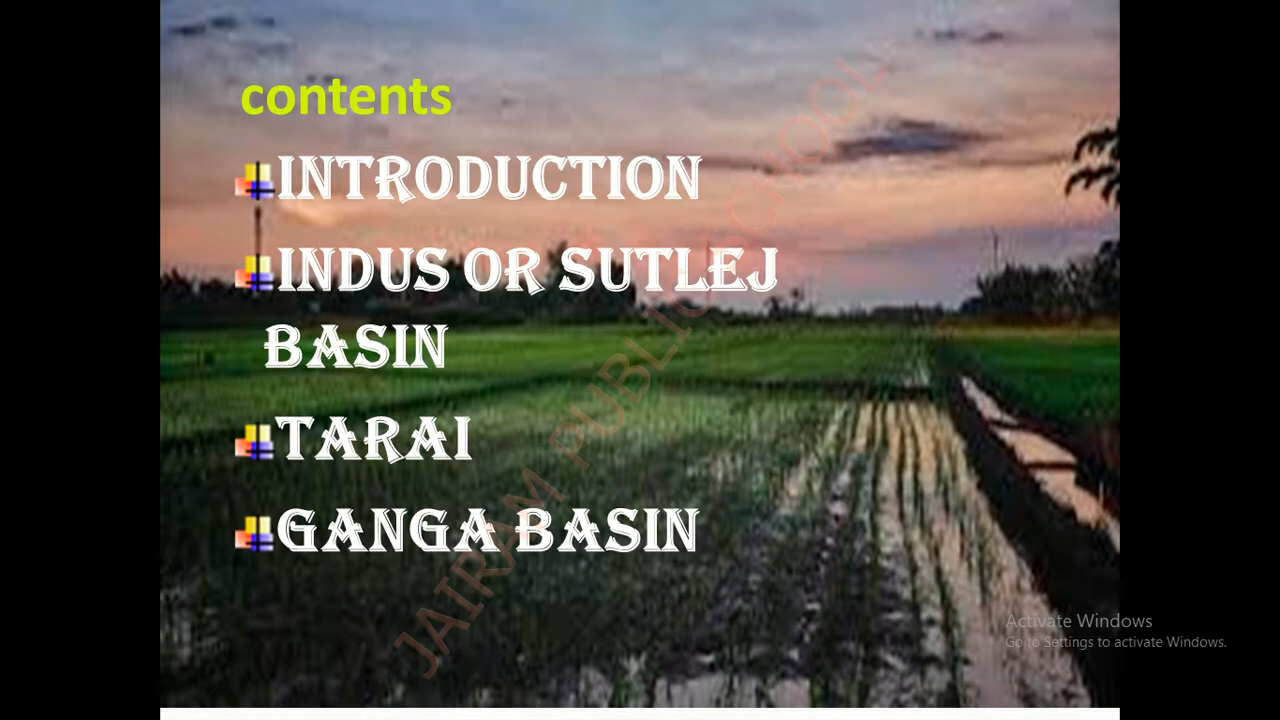 contents
INTRODUCTION
INDUS OR SUTLEJ
BASIN
TARAI
GANGA BASIN
JAIRAM PUBLIC SCHOOL
Activate Windows
Go to Settings to activate Windows.